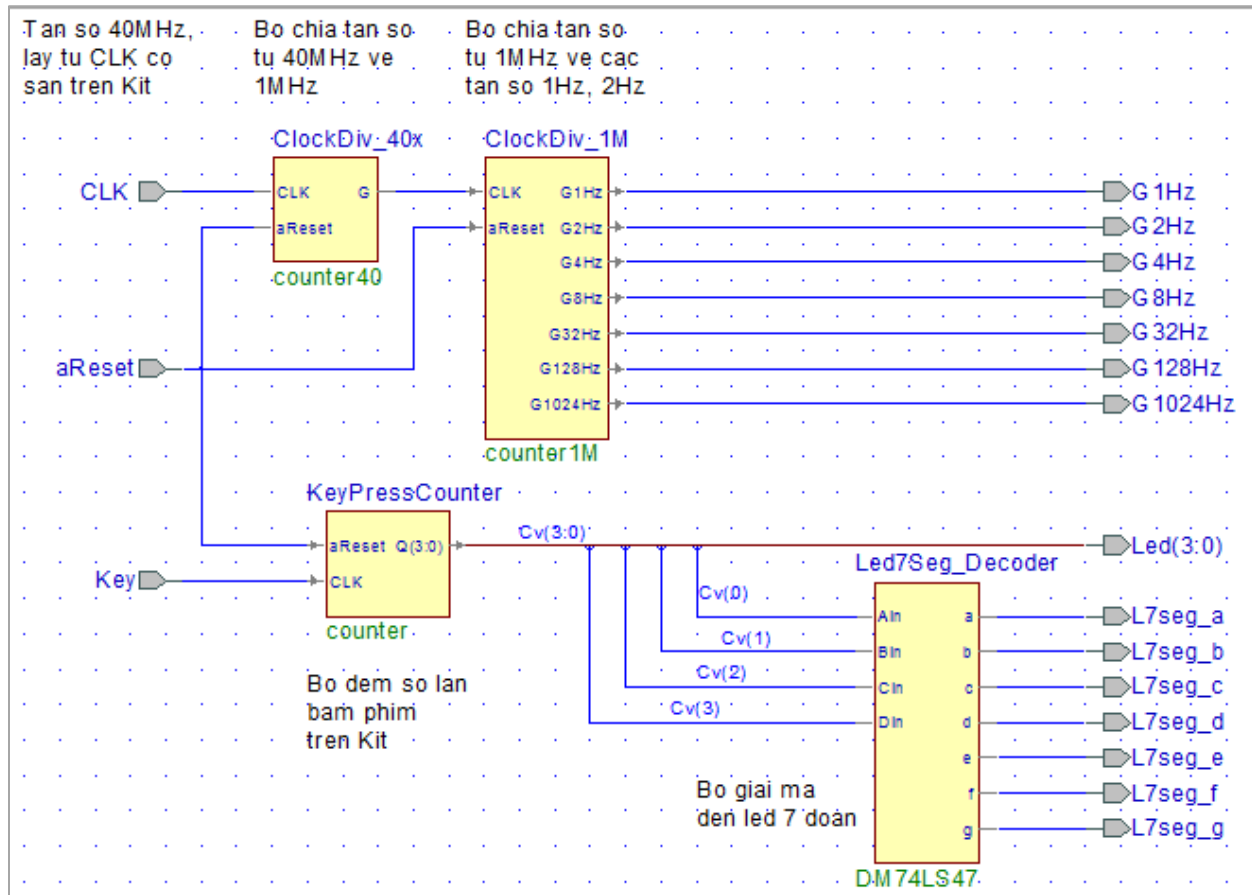 Tan so 40MHz,
lay tu CLK co
san tren Kit
Bo chia tan so
tu 40MHz ve
1MHz
Bo chia tan so
tu 1MHz ve cac
tan so 1Hz, 2Hz
ClockDiv_40x
CLK G
aReset
counter40
ClockDiv_1M
CLK G1Hz
aReset G2Hz
G4Hz
G8Hz
G32Hz
G128Hz
G1024Hz
counter1M
CLK
aReset
G1Hz
G2Hz
G4Hz
G8Hz
G32Hz
G128Hz
G1024Hz
KeyPressCounter
aReset Q(3:0)
CLK
counter
Key
Bo dem so lan
bam phim
tren Kit
Cv(3:0)
Cv(0)
Cv(1)
Cv(2)
Cv(3)
Led(3:0)
Led7Seg_Decoder
AIn a
BIn b
CIn c
DIn d
e
f
g
DM74LS47
Bo giai ma
den led 7 doan
L7seg_a
L7seg_b
L7seg_c
L7seg_d
L7seg_e
L7seg_f
L7seg_g